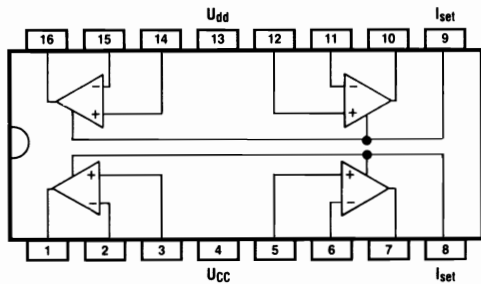 Udd Iset
16 15 14 13 12 11 10 9
− − 
+ +
+ +
− −
1 2 3 4 5 6 7 8
UCC Iset